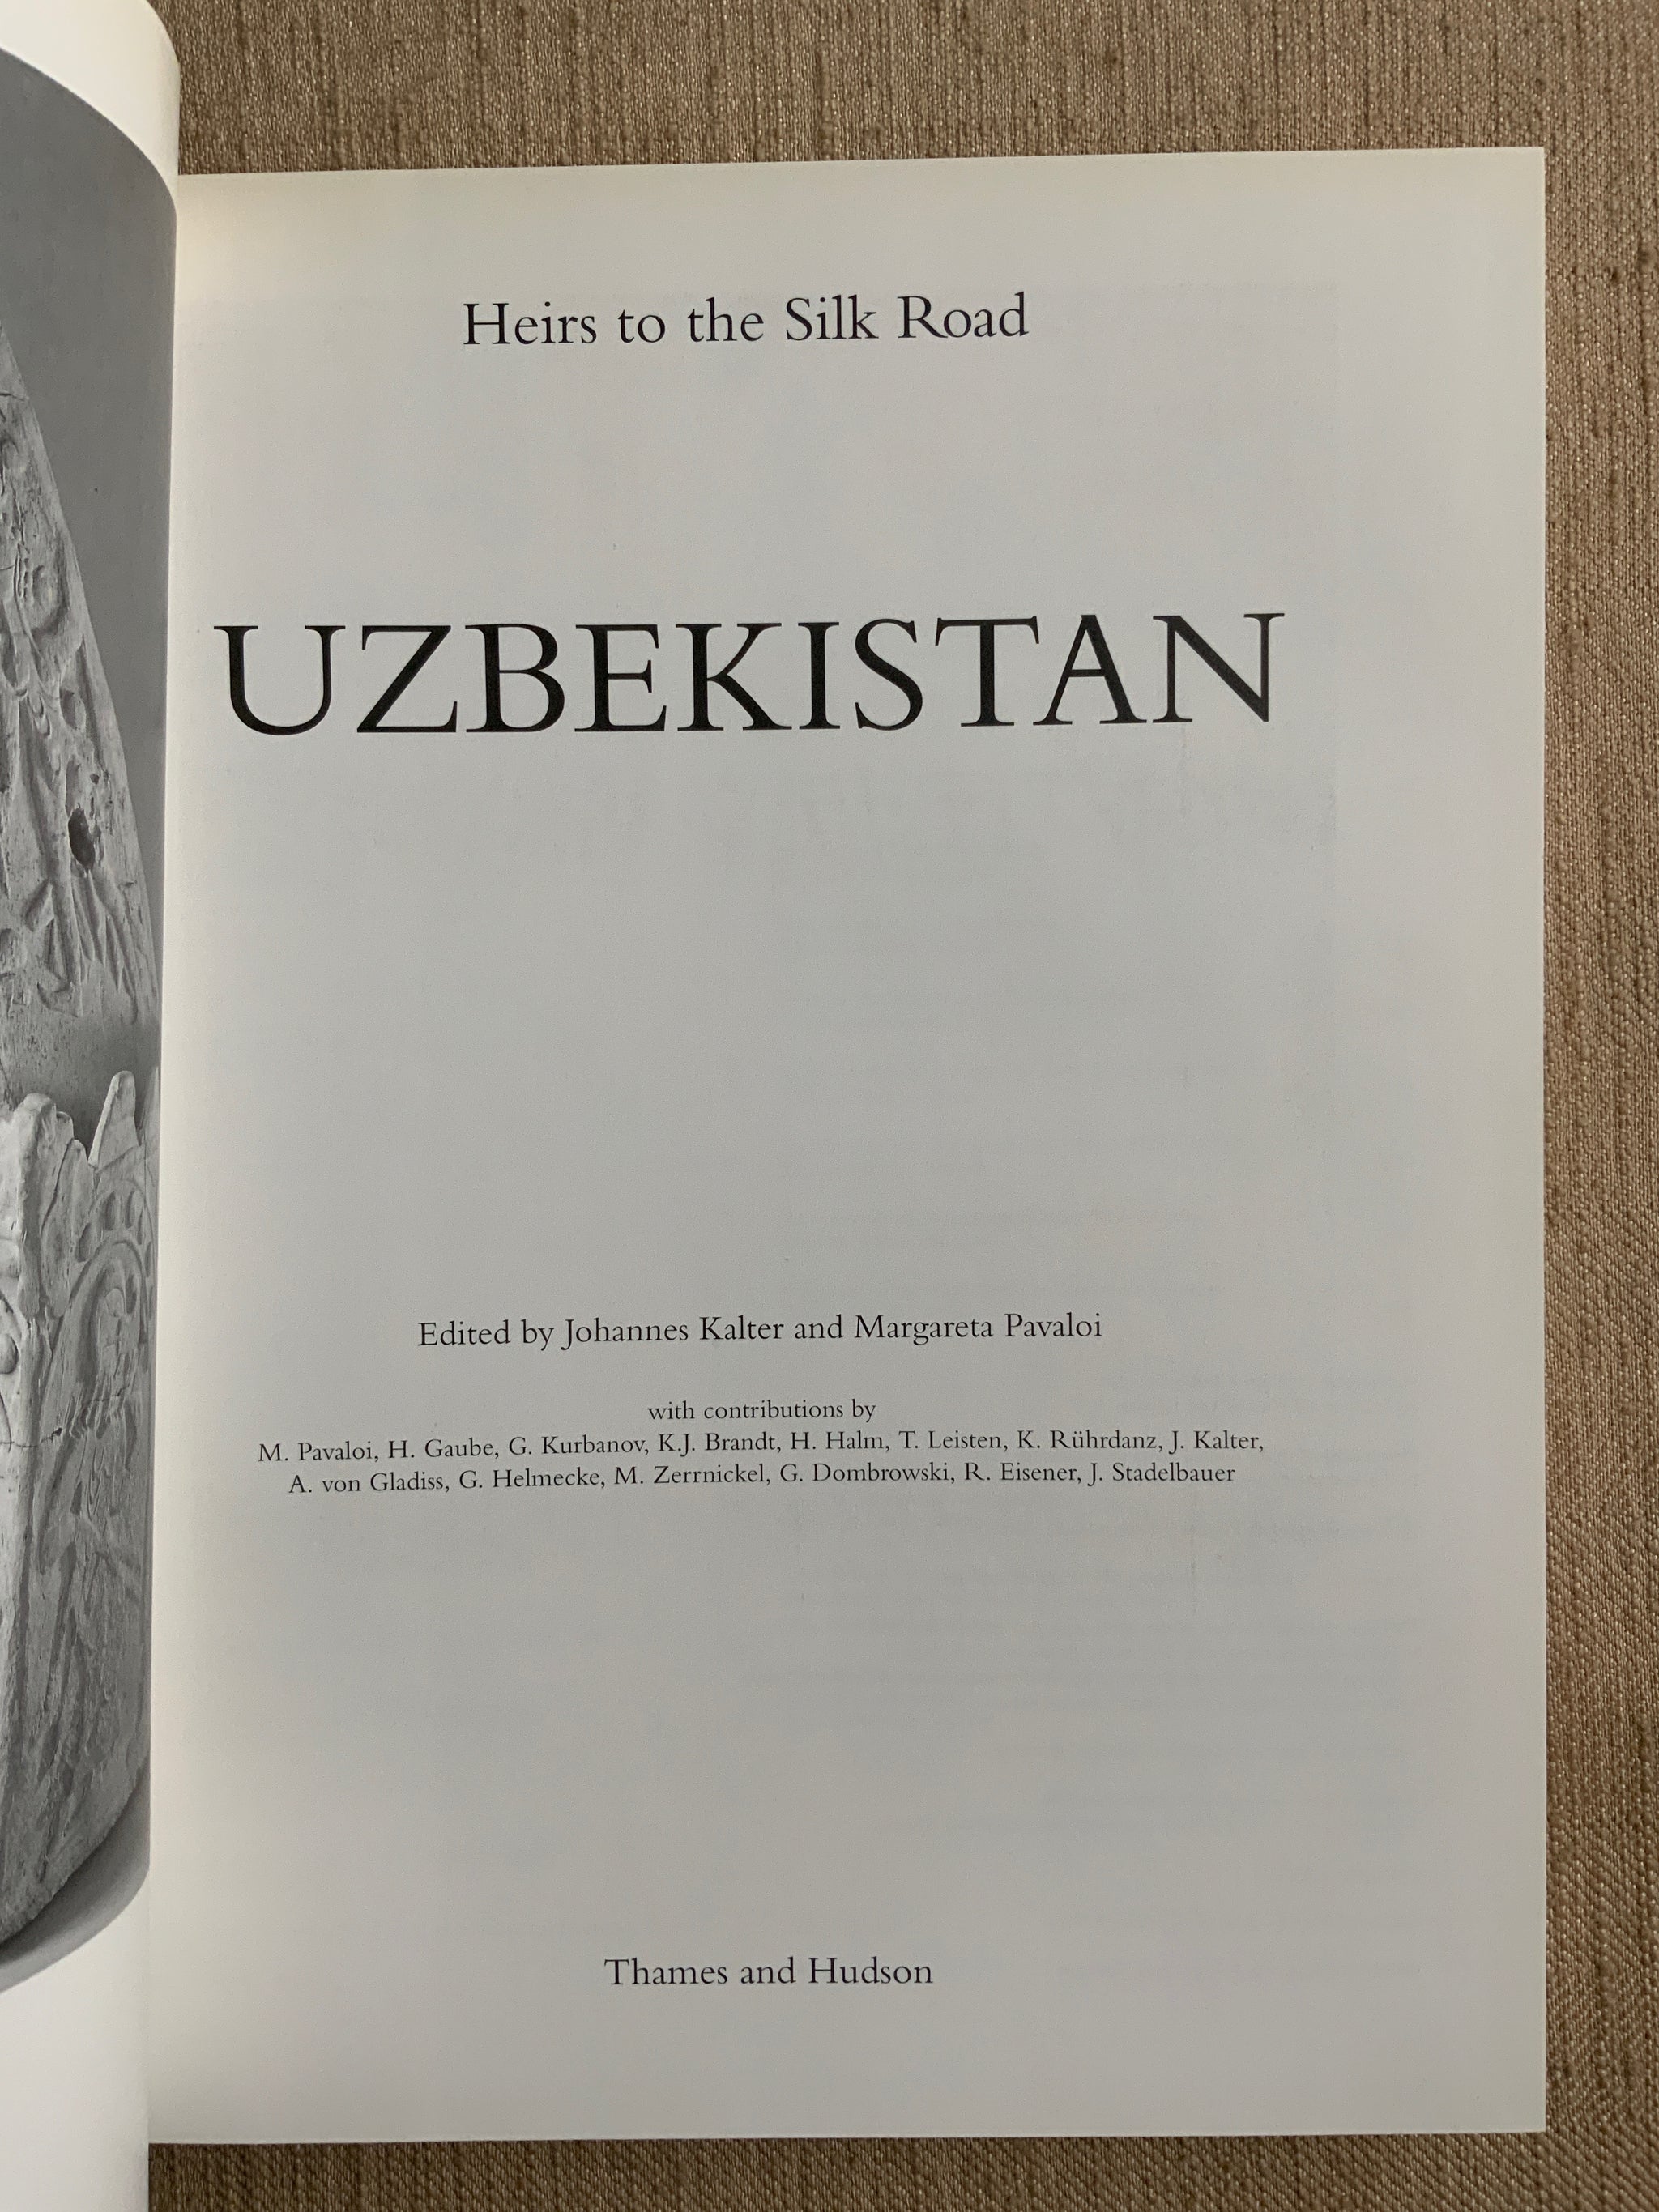 Heirs to the Silk Road
UZBEKISTAN
Edited by Johannes Kalter and Margareta Pavaloi
with contributions by
M. Pavaloi, H. Gaube, G. Kurbanov, K.J. Brandt, H. Halm, T. Leisten, K. Rührdanz, J. Kalter,
A. von Gladiss, G. Helmecke, M. Zerrnickel, G. Dombrowski, R. Eisener, J. Stadelbauer
Thames and Hudson